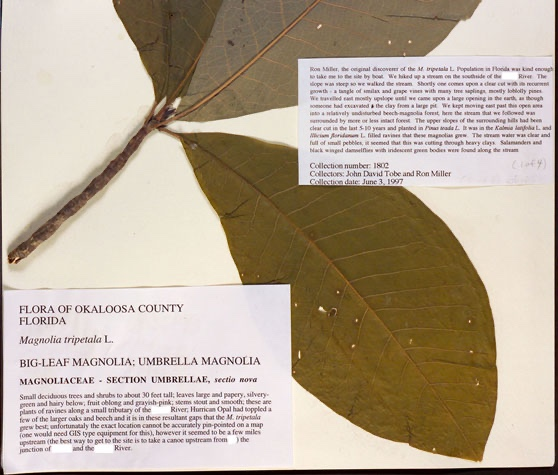 Ron Miller, the original discoverer of the M. tripetala L. Population in Florida was kind enough
to take me to the site by boat. We hiked up a stream on the southside of the River. The
slope was steep so we walked the stream. Shortly one comes upon a clear cut with its recurrent
growth - a tangle of smilax and grape vines with many tree saplings, mostly loblolly pines.
We travelled east mostly upslope until we came upon a large opening in the earth, as though
someone had excavated the clay from a large pit. We kept moving east past this open area
into a relatively undisturbed beech-magnolia forest, here the stream that we followed was
surrounded by more or less intact forest. The upper slopes of the surrounding hills had been
clear cut in the last 5-10 years and planted in Pinus teada L. It was in the Kalmia latifolia L. and
Illicium floridanum L. filled ravines that these magnolias grew. The stream water was clear and
full of small pebbles, it seemed that this was cutting through heavy clays. Salamanders and
black winged damselflies with iridescent green bodies were found along the stream
Collection number: 1802
(1 of 4)
Collectors: John David Tobe and Ron Miller
Collection date: June 3, 1997
FLORA OF OKALOOSA COUNTY
FLORIDA
Magnolia tripetala L.
BIG-LEAF MAGNOLIA; UMBRELLA MAGNOLIA
MAGNOLIACEAE - SECTION UMBRELLAE, sectio nova
Small deciduous trees and shrubs to about 30 feet tall; leaves large and papery, silvery-
green and hairy below; fruit oblong and grayish-pink; stems stout and smooth; these are
plants of ravines along a small tributary of the River; Hurrican Opal had toppled a
few of the larger oaks and beech and it is in these resultant gaps that the M. tripetala
grew best; unfortunately the exact location cannot be accurately pin-pointed on a map
(one would need GIS type equipment for this), however it seemed to be a few miles
upstream (the best way to get to the site is to take a canoe upstream from ) the
junction of and the River.